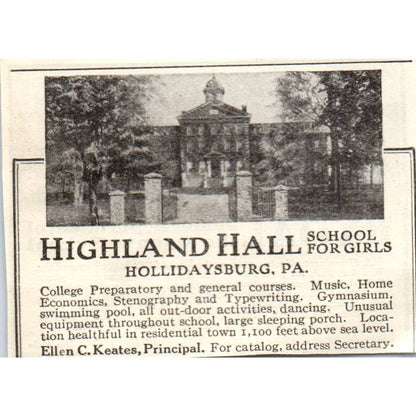 HIGHLAND HALL SCHOOL FOR GIRLS
HOLLIDAYSBURG, PA.
College Preparatory and general courses. Music, Home
Economics, Stenography and Typewriting. Gymnasium,
swimming pool, all out-door activities, dancing. Unusual
equipment throughout school, large sleeping porch. Loca-
tion healthful in residential town 1,100 feet above sea level.
Ellen C. Keates, Principal. For catalog, address Secretary.